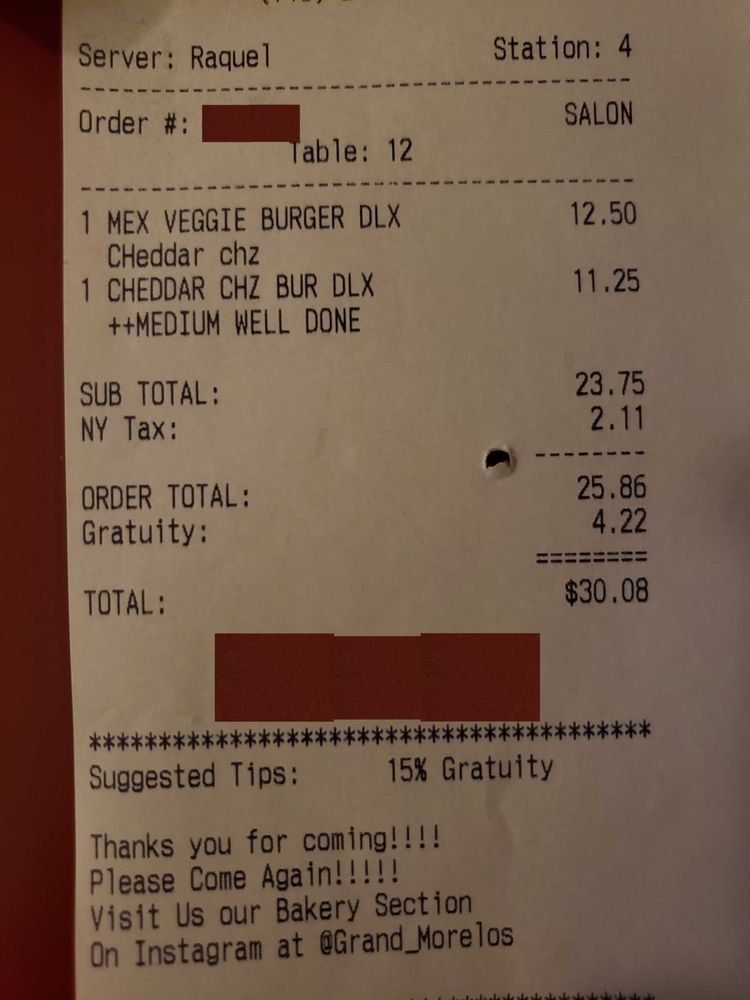 Server: Raquel Station: 4
Order #: SALON
Table: 12
1 MEX VEGGIE BURGER DLX 12.50
CHeddar chz
1 CHEDDAR CHZ BUR DLX 11.25
++MEDIUM WELL DONE
SUB TOTAL: 23.75
NY Tax: 2.11
--------
ORDER TOTAL: 25.86
Gratuity: 4.22
========
TOTAL: $30.08
***************************************
Suggested Tips: 15% Gratuity
Thanks you for coming!!!!
Please Come Again!!!!!
Visit Us our Bakery Section
On Instagram at @Grand_Morelos